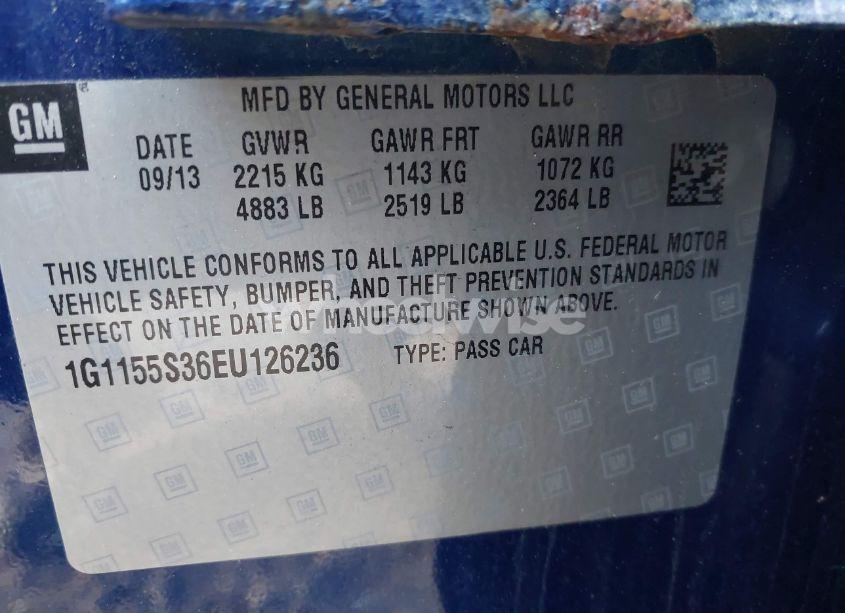 GM
MFD BY GENERAL MOTORS LLC
DATE GVWR GAWR FRT GAWR RR
09/13 2215 KG 1143 KG 1072 KG
4883 LB 2519 LB 2364 LB
THIS VEHICLE CONFORMS TO ALL APPLICABLE U.S. FEDERAL MOTOR
VEHICLE SAFETY, BUMPER, AND THEFT PREVENTION STANDARDS IN
EFFECT ON THE DATE OF MANUFACTURE SHOWN ABOVE.
1G1155S36EU126236 TYPE: PASS CAR